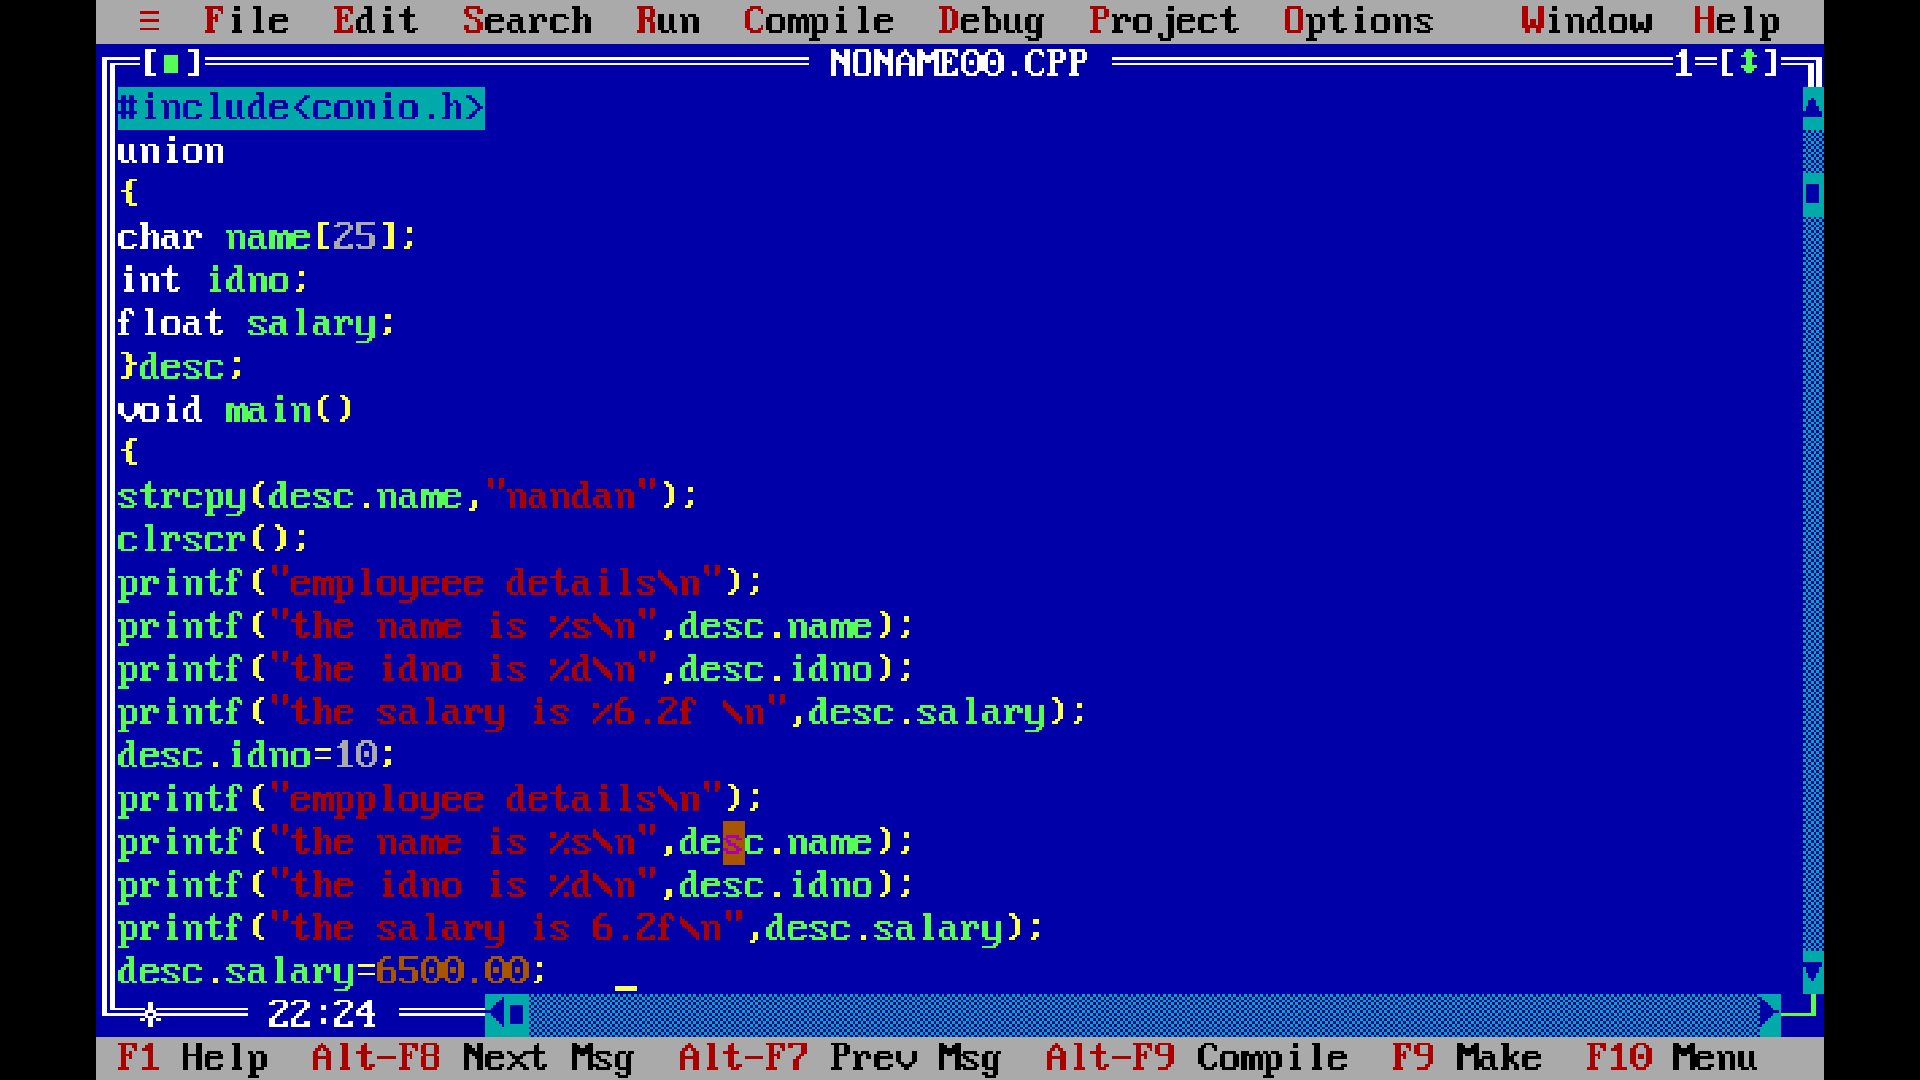 ≡ File Edit Search Run Compile Debug Project Options Window Help
[■] NONAME00.CPP 1=[↕]
#include<conio.h>
union
{
char name[25];
int idno;
float salary;
}desc;
void main()
{
strcpy(desc.name,"nandan");
clrscr();
printf("employeee details\n");
printf("the name is %s\n",desc.name);
printf("the idno is %d\n",desc.idno);
printf("the salary is %6.2f \n",desc.salary);
desc.idno=10;
printf("empployee details\n");
printf("the name is %s\n",desc.name);
printf("the idno is %d\n",desc.idno);
printf("the salary is 6.2f\n",desc.salary);
desc.salary=6500.00;
22:24
F1 Help Alt-F8 Next Msg Alt-F7 Prev Msg Alt-F9 Compile F9 Make F10 Menu